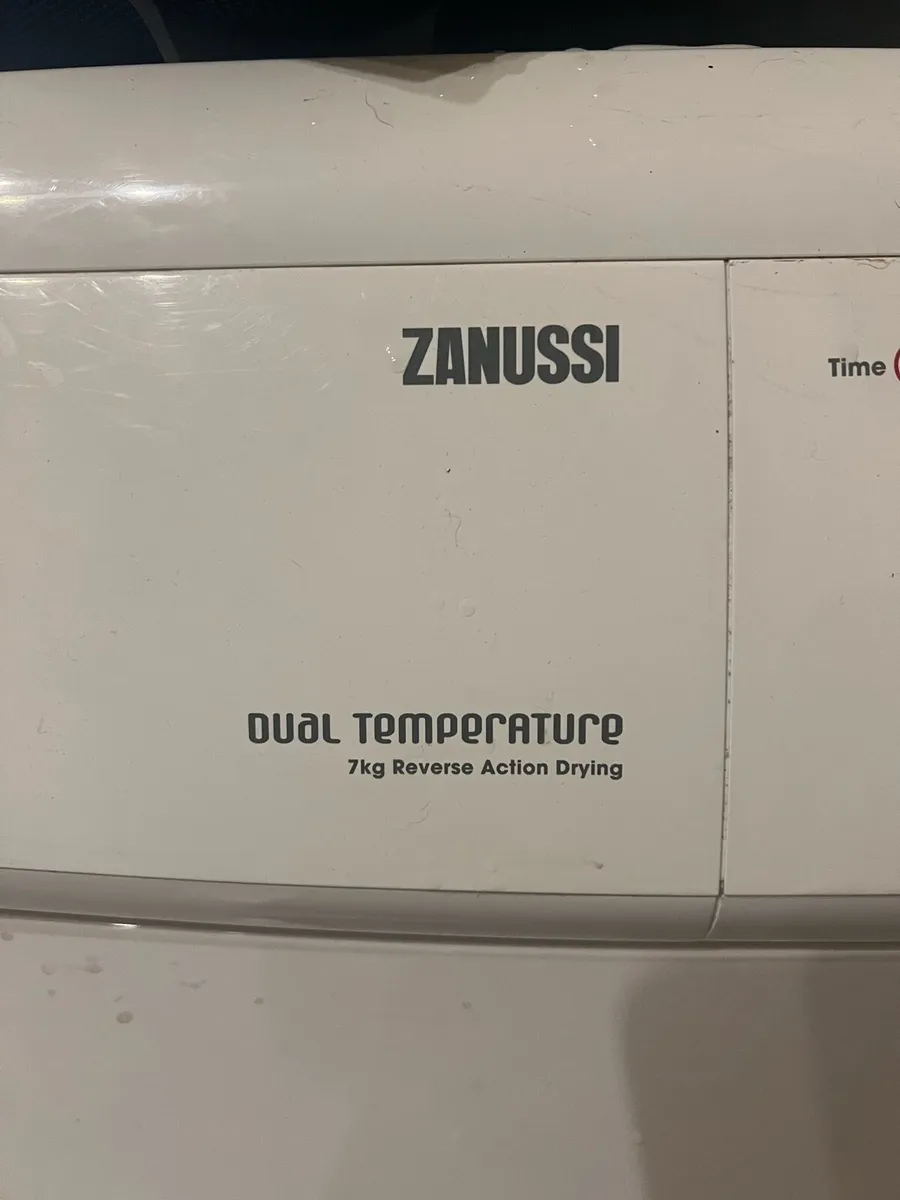 ZANUSSI
Time
DUAL TEMPERATURE
7kg Reverse Action Drying